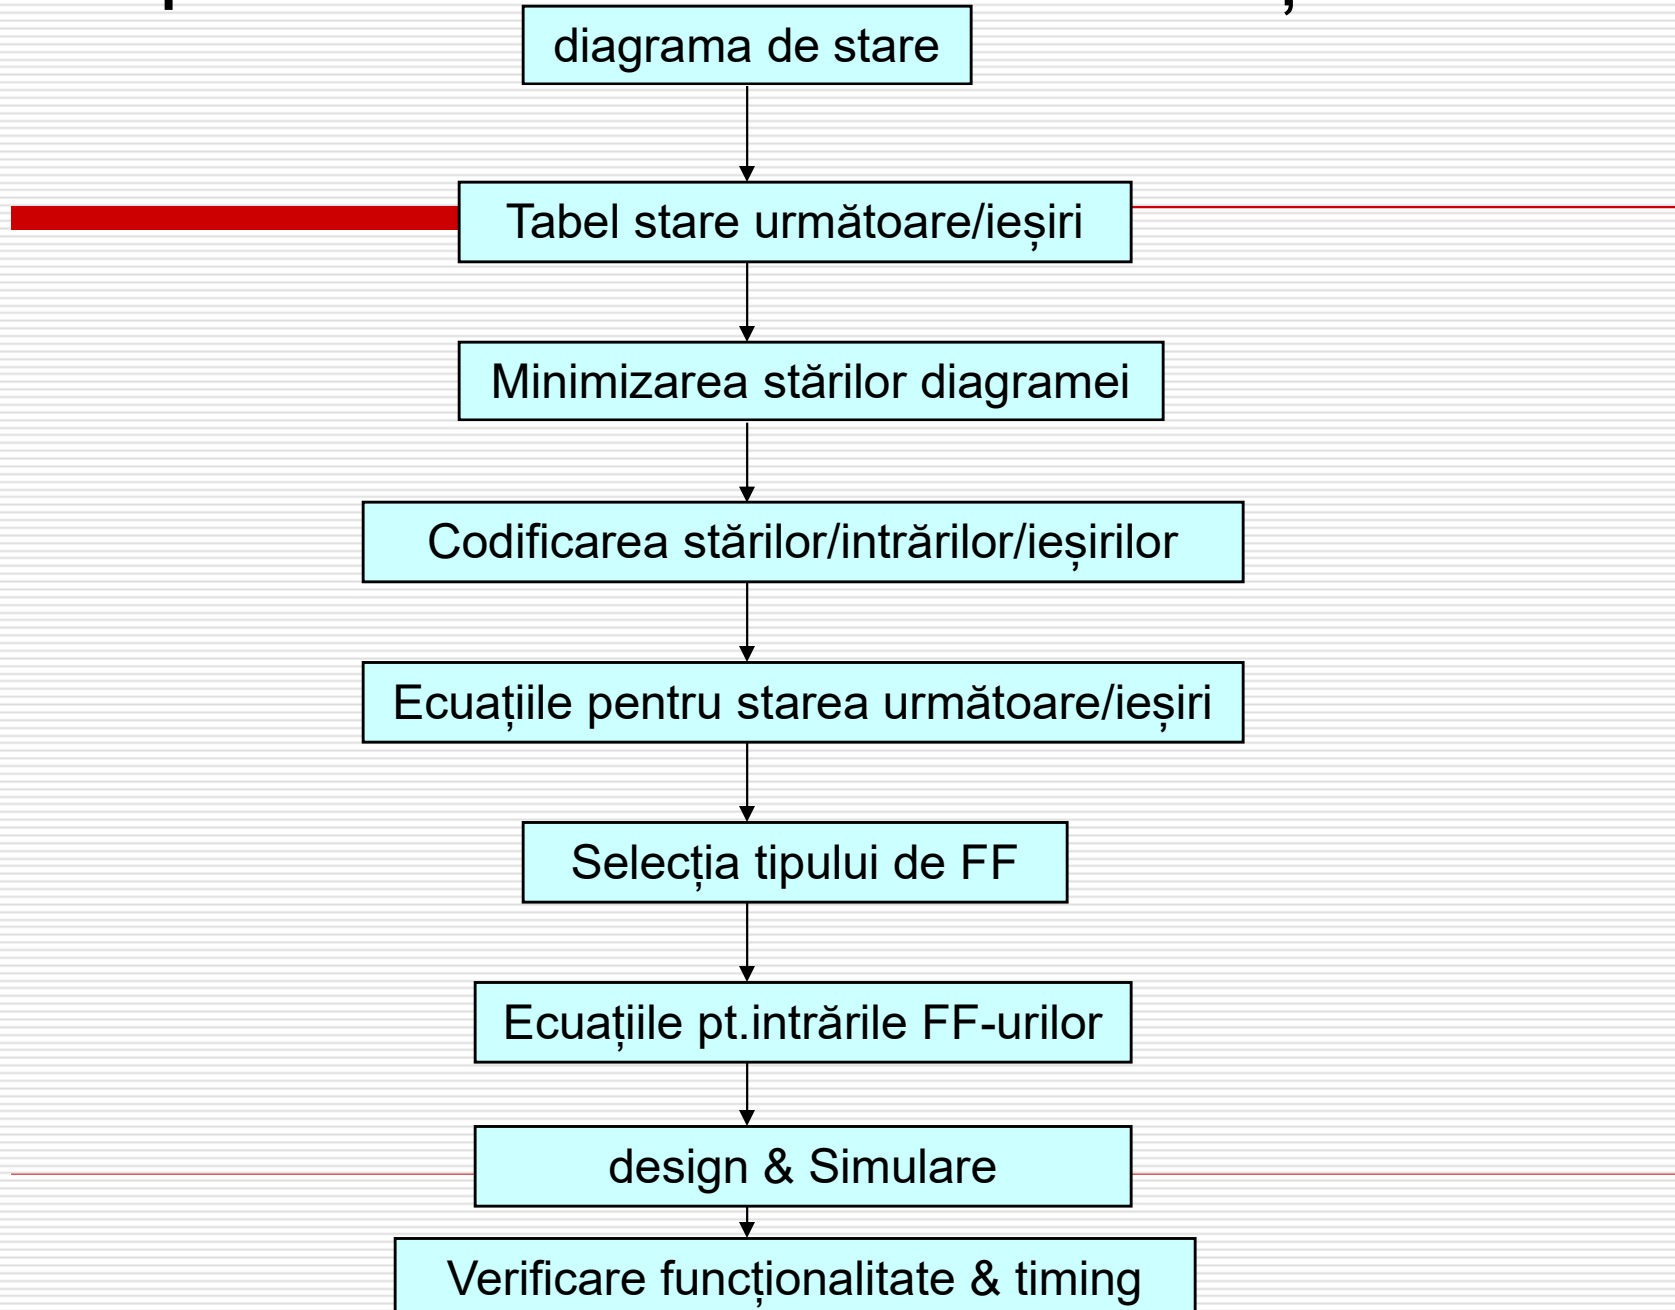 diagrama de stare
Tabel stare următoare/ieșiri
Minimizarea stărilor diagramei
Codificarea stărilor/intrărilor/ieșirilor
Ecuațiile pentru starea următoare/ieșiri
Selecția tipului de FF
Ecuațiile pt.intrările FF-urilor
design & Simulare
Verificare funcționalitate & timing